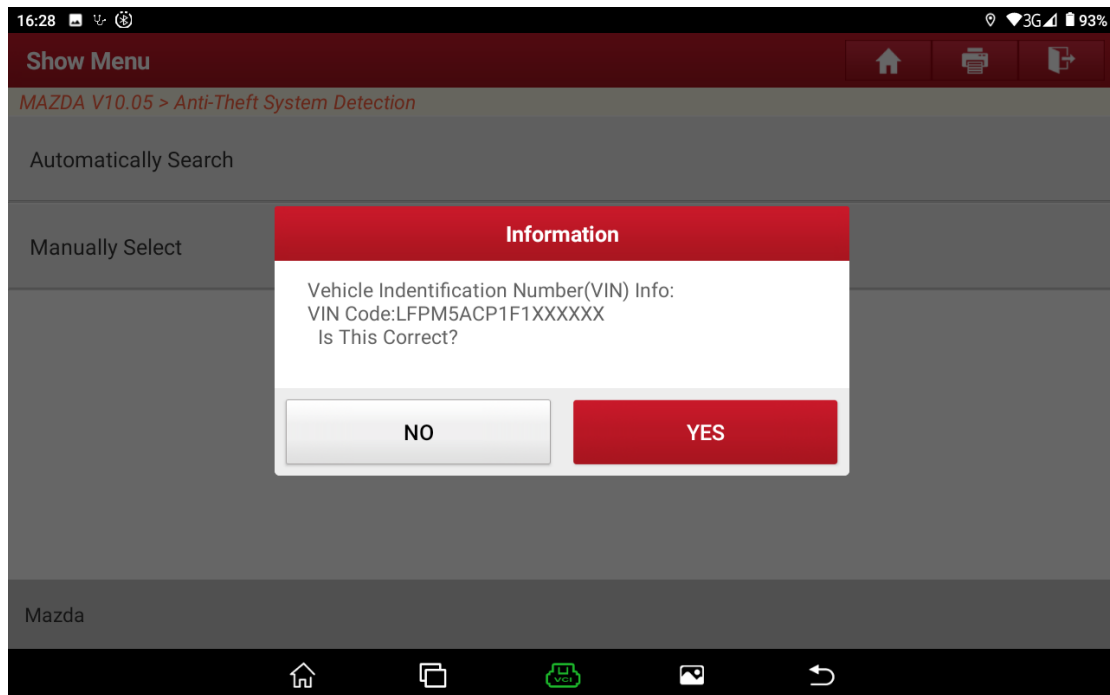 16:28
3G 93%
Show Menu
MAZDA V10.05 > Anti-Theft System Detection
Automatically Search
Manually Select
Information
Vehicle Indentification Number(VIN) Info:
VIN Code:LFPM5ACP1F1XXXXXX
Is This Correct?
NO
YES
Mazda
VCI